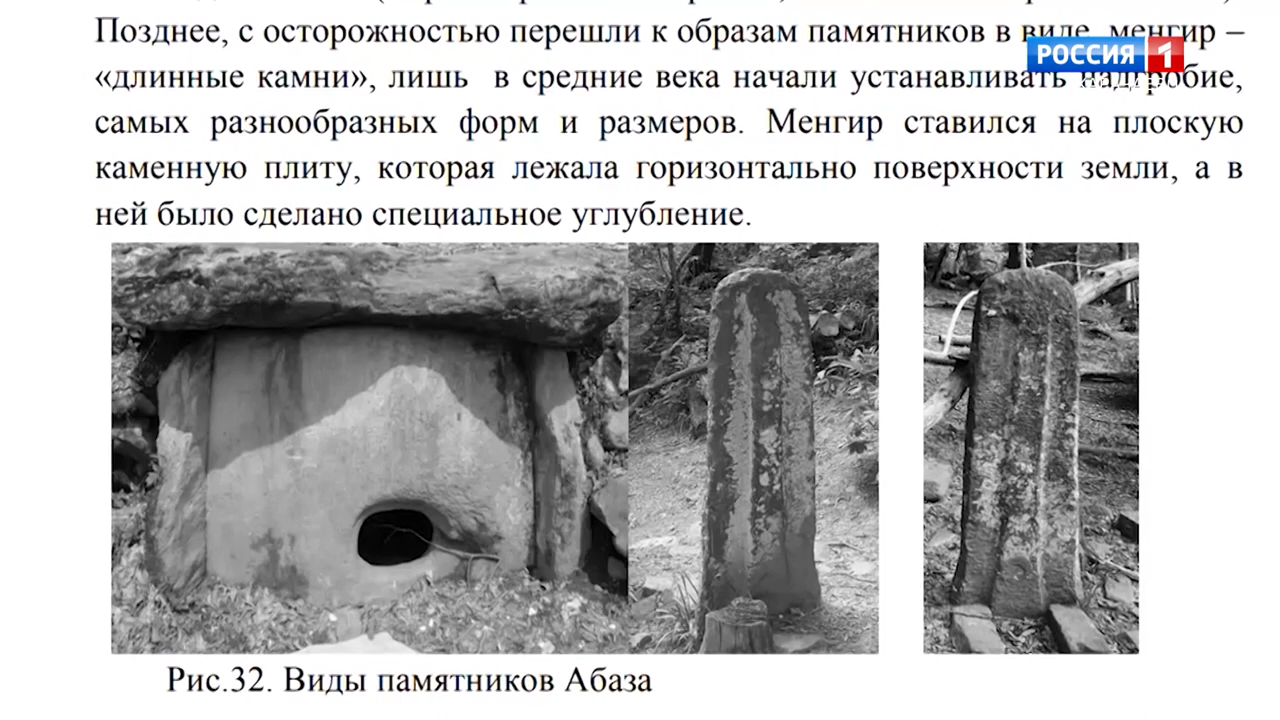 Позднее, с осторожностью перешли к образам памятников в виде менгир –
РОССИЯ 1
«длинные камни», лишь в средние века начали устанавливать надгробие,
самых разнообразных форм и размеров. Менгир ставился на плоскую
каменную плиту, которая лежала горизонтально поверхности земли, а в
ней было сделано специальное углубление.
Рис.32. Виды памятников Абаза